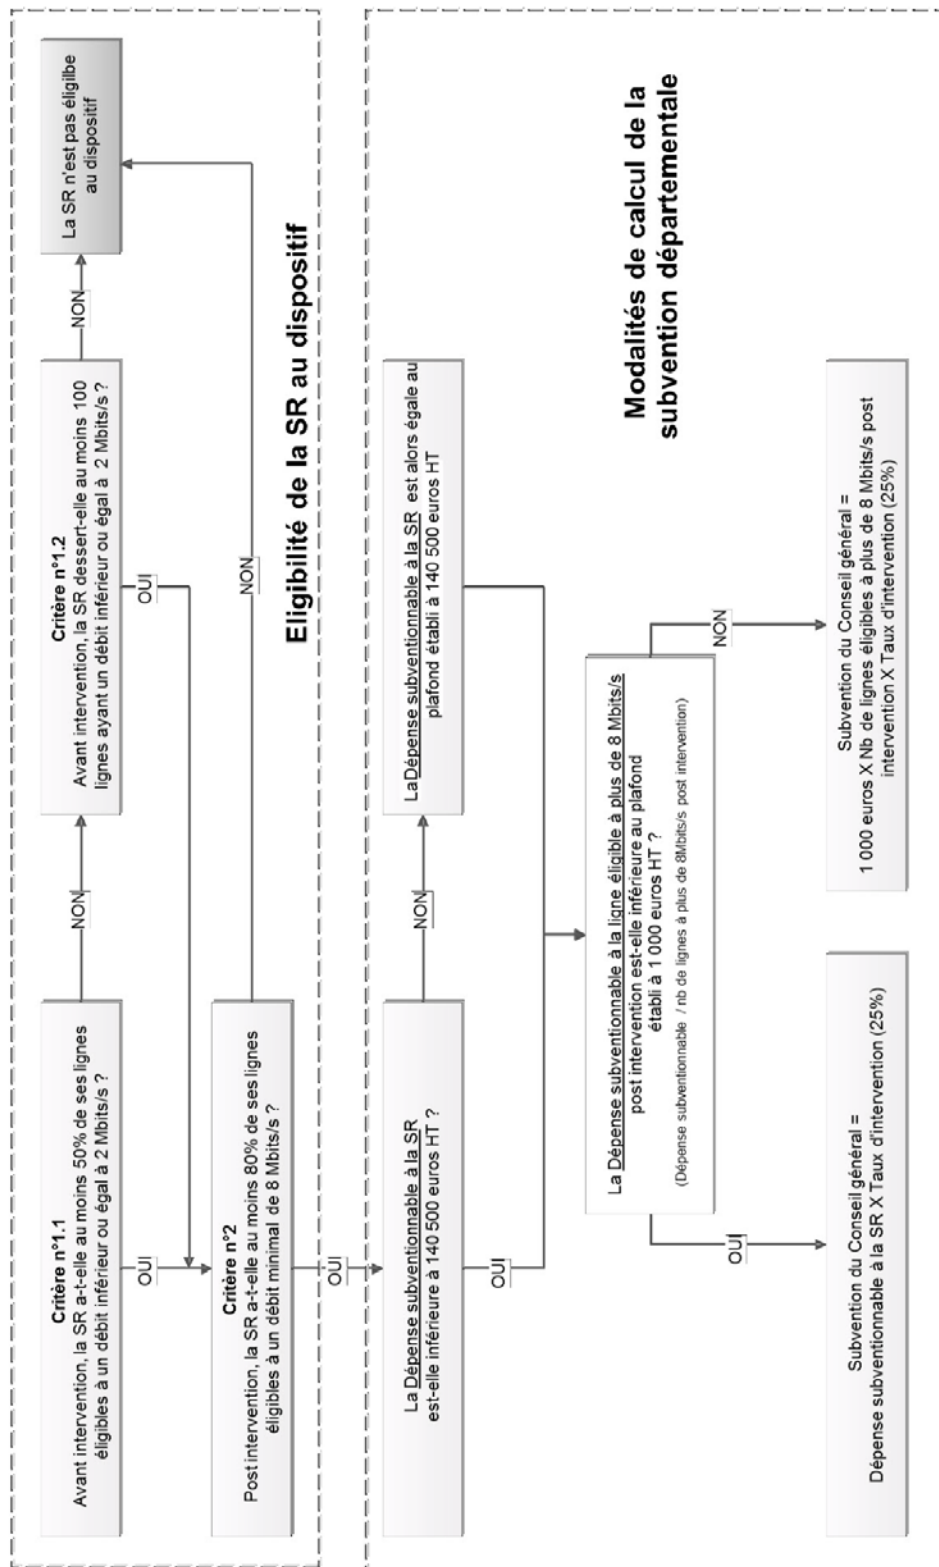 Critère n°1.1
Avant intervention, la SR a-t-elle au moins 50% de ses lignes
éligibles à un débit inférieur ou égal à 2 Mbits/s ?
NON
Critère n°1.2
Avant intervention, la SR dessert-elle au moins 100
lignes ayant un débit inférieur ou égal à 2 Mbits/s ?
NON
La SR n'est pas éligilbe
au dispositif
OUI
OUI
Critère n°2
Post intervention, la SR a-t-elle au moins 80% de ses lignes
éligibles à un débit minimal de 8 Mbits/s ?
NON
Eligibilité de la SR au dispositif
OUI
La Dépense subventionnable à la SR
est-elle inférieure à 140 500 euros HT ?
NON
LaDépense subventionnable à la SR est alors égale au
plafond établi à 140 500 euros HT
OUI
Modalités de calcul de la
subvention départementale
La Dépense subventionnable à la ligne éligible à plus de 8 Mbits/s
post intervention est-elle inférieure au plafond
établi à 1 000 euros HT ?
(Dépense subventionnable / nb de lignes à plus de 8Mbits/s post intervention)
OUI
NON
Subvention du Conseil général =
Dépense subventionnable à la SR X Taux d'intervention (25%)
Subvention du Conseil général =
1 000 euros X Nb de lignes éligibles à plus de 8 Mbits/s post
intervention X Taux d'intervention (25%)